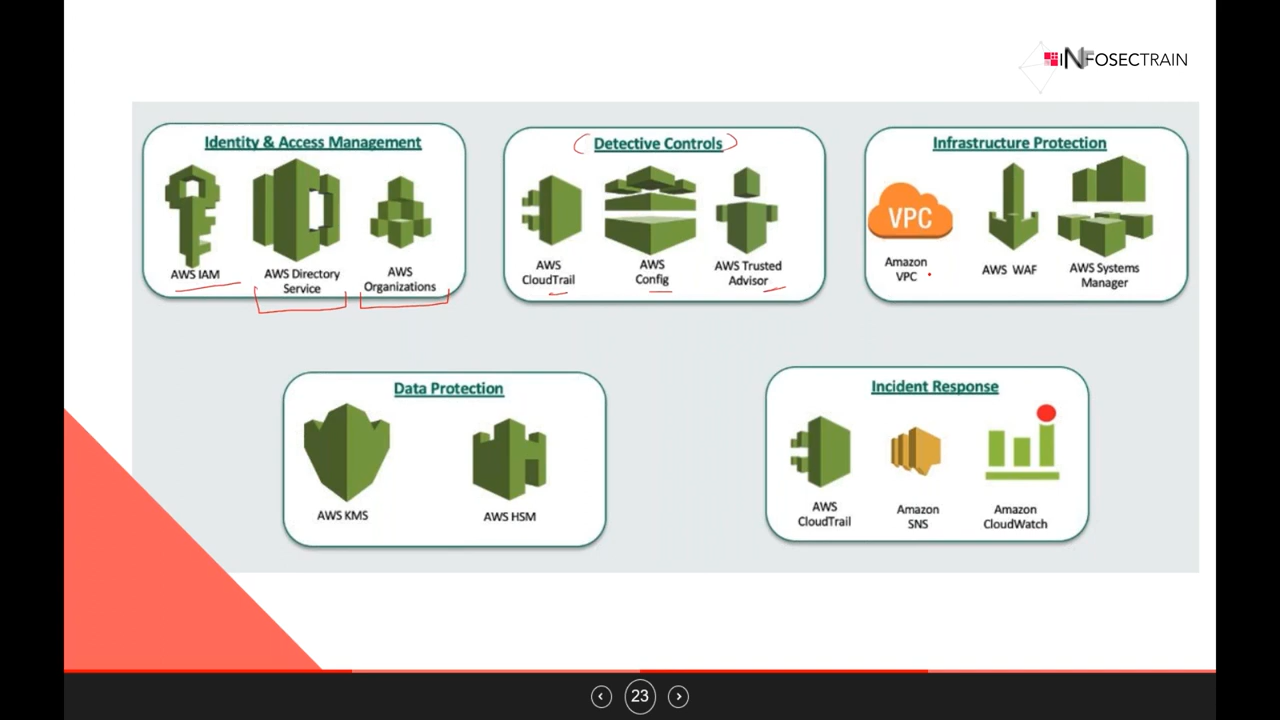 INFOSECTRAIN
Identity & Access Management
AWS IAM
AWS Directory
Service
AWS
Organizations
Detective Controls
AWS
CloudTrail
AWS
Config
AWS Trusted
Advisor
Infrastructure Protection
VPC
Amazon
VPC
AWS WAF
AWS Systems
Manager
Data Protection
AWS KMS
AWS HSM
Incident Response
AWS
CloudTrail
Amazon
SNS
Amazon
CloudWatch
23